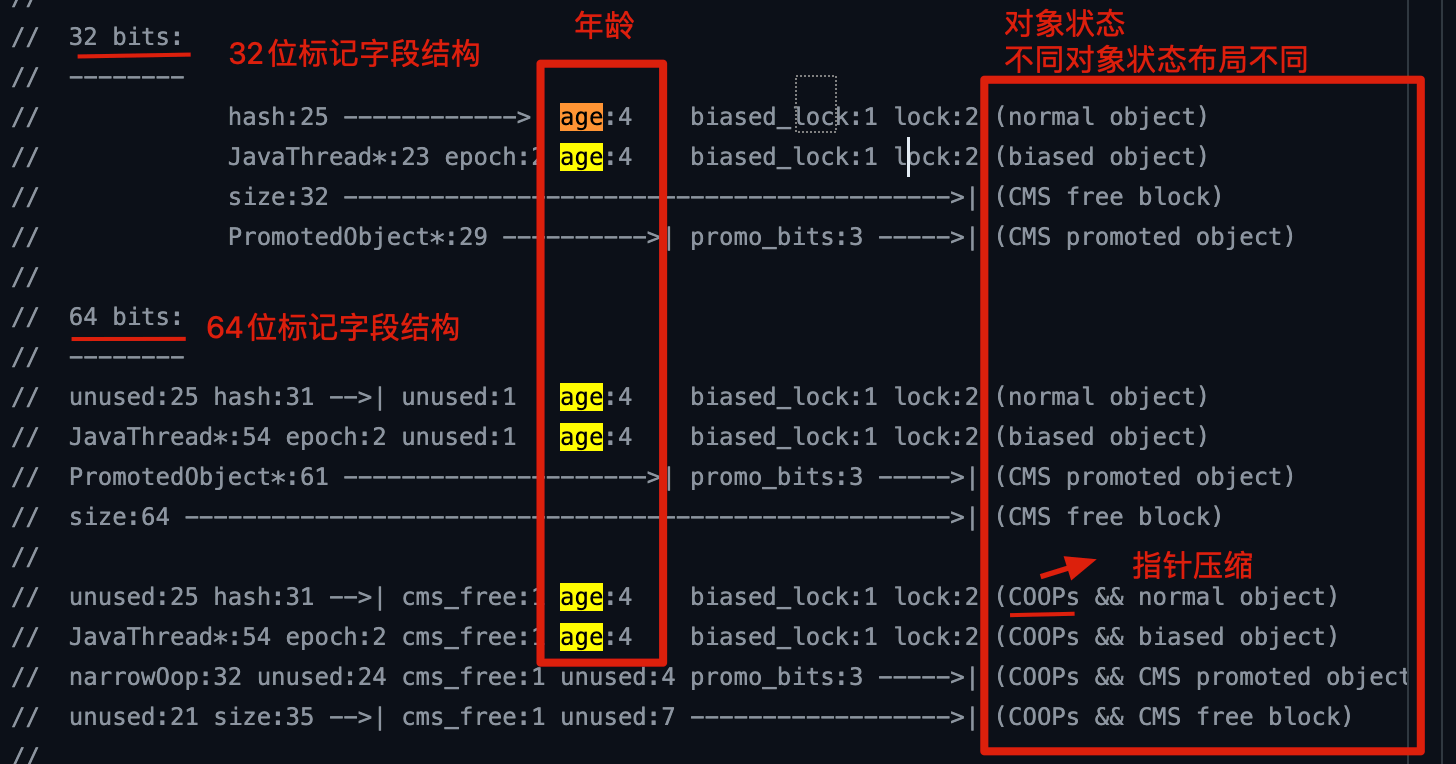 //
// 32 bits: 32位标记字段结构 年龄 对象状态
不同对象状态布局不同
// --------
// hash:25 ------------> age:4 biased_lock:1 lock:2 (normal object)
// JavaThread*:23 epoch:2 age:4 biased_lock:1 lock:2 (biased object)
// size:32 ------------------------------------------>| (CMS free block)
// PromotedObject*:29 ---------->| promo_bits:3 ----->| (CMS promoted object)
//
// 64 bits: 64位标记字段结构
// --------
// unused:25 hash:31 -->| unused:1 age:4 biased_lock:1 lock:2 (normal object)
// JavaThread*:54 epoch:2 unused:1 age:4 biased_lock:1 lock:2 (biased object)
// PromotedObject*:61 --------------------->| promo_bits:3 ----->| (CMS promoted object)
// size:64 ----------------------------------------------------->| (CMS free block)
//
指针压缩
// unused:25 hash:31 -->| cms_free:1 age:4 biased_lock:1 lock:2 (COOPs && normal object)
// JavaThread*:54 epoch:2 cms_free:1 age:4 biased_lock:1 lock:2 (COOPs && biased object)
// narrowOop:32 unused:24 cms_free:1 unused:4 promo_bits:3 ----->| (COOPs && CMS promoted object
// unused:21 size:35 -->| cms_free:1 unused:7 ------------------>| (COOPs && CMS free block)
//